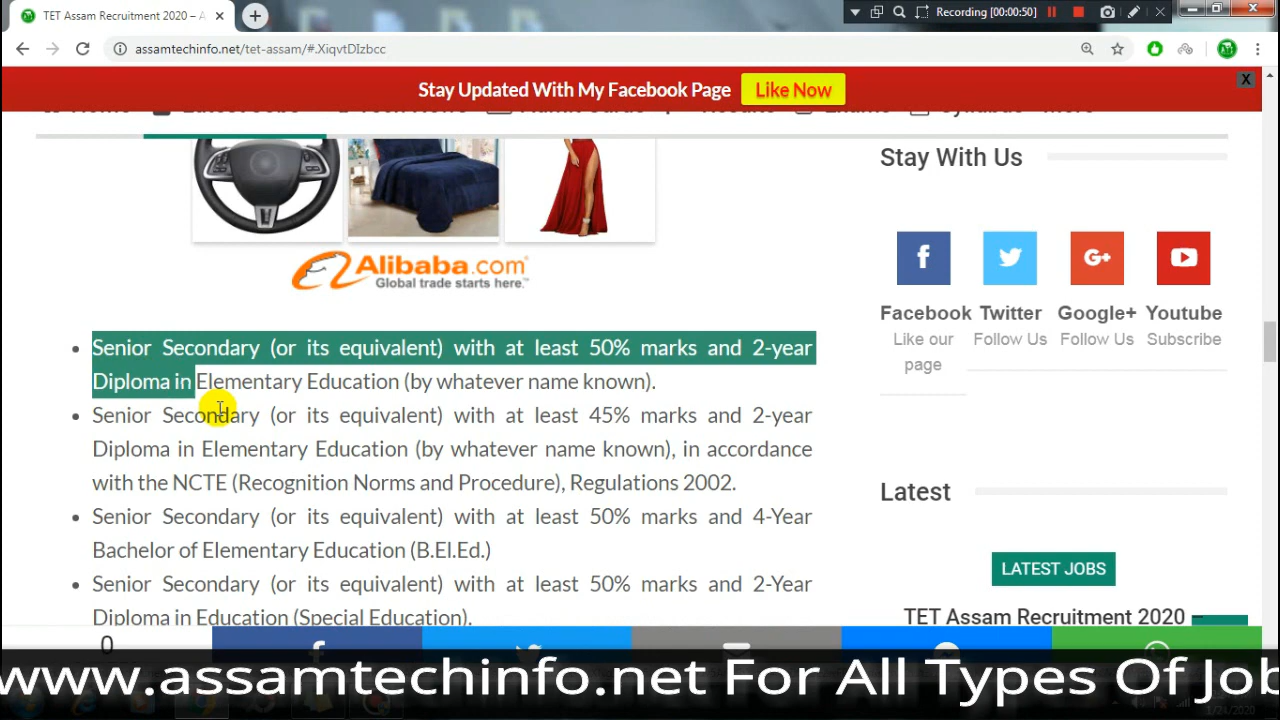 TET Assam Recruitment 2020 – A
Recording [00:00:50]
assamtechinfo.net/tet-assam/#.XiqvtDIzbcc
Stay Updated With My Facebook Page Like Now
X
Alibaba.com
Global trade starts here.™
Stay With Us
Facebook Twitter Google+ Youtube
Like our page
Follow Us
Follow Us
Subscribe
Senior Secondary (or its equivalent) with at least 50% marks and 2-year
Diploma in Elementary Education (by whatever name known).
Senior Secondary (or its equivalent) with at least 45% marks and 2-year
Diploma in Elementary Education (by whatever name known), in accordance
with the NCTE (Recognition Norms and Procedure), Regulations 2002.
Senior Secondary (or its equivalent) with at least 50% marks and 4-Year
Bachelor of Elementary Education (B.El.Ed.)
Senior Secondary (or its equivalent) with at least 50% marks and 2-Year
Diploma in Education (Special Education).
Latest
LATEST JOBS
TET Assam Recruitment 2020 –
0
www.assamtechinfo.net For All Types Of Job